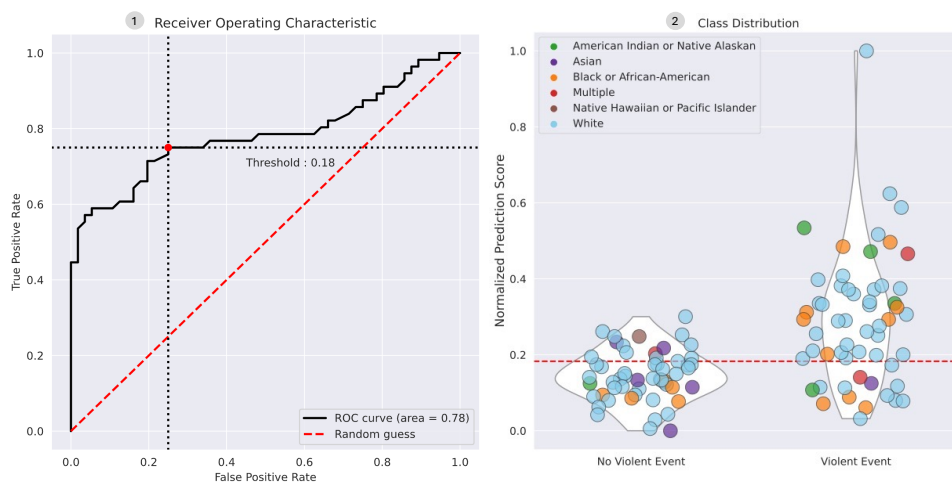 1 Receiver Operating Characteristic
1.0
0.8
0.6
0.4
0.2
0.0
True Positive Rate
Threshold : 0.18
ROC curve (area = 0.78)
Random guess
0.0 0.2 0.4 0.6 0.8 1.0
False Positive Rate
2 Class Distribution
American Indian or Native Alaskan
Asian
Black or African-American
Multiple
Native Hawaiian or Pacific Islander
White
1.0
0.8
0.6
0.4
0.2
0.0
Normalized Prediction Score
No Violent Event Violent Event